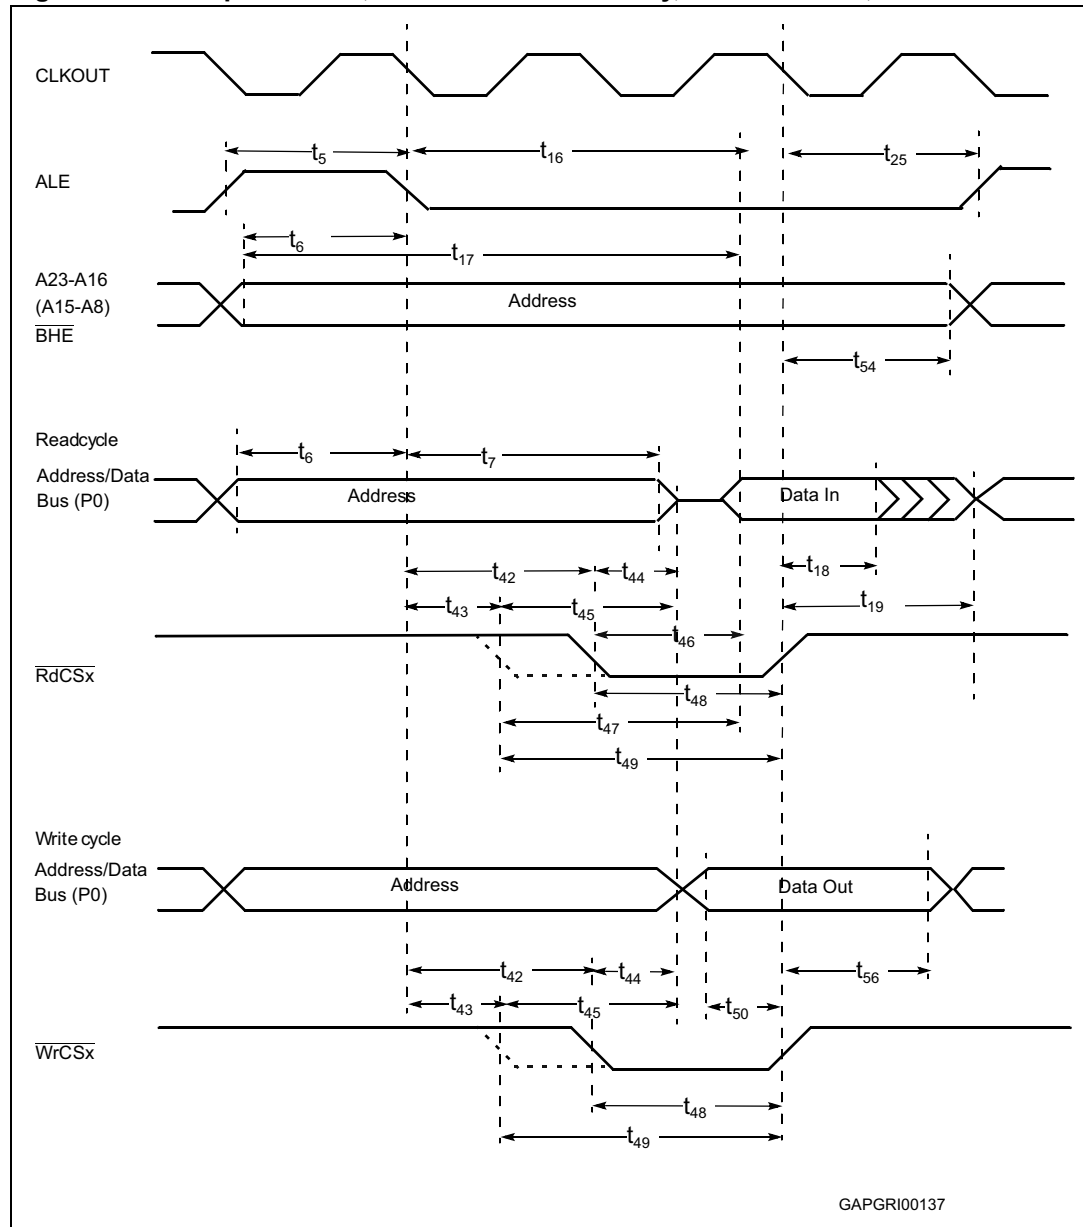 CLKOUT
t5
t16
t25
ALE
t6
t17
A23-A16
(A15-A8)
BHE
Address
t54
Readcycle
t6
t7
Address/Data
Bus (P0)
Address
Data In
t42
t44
t18
t43
t45
t19
t46
RdCSx
t48
t47
t49
Write cycle
Address/Data
Bus (P0)
Address
Data Out
t42
t44
t56
t43
t45
t50
WrCSx
t48
t49
GAPGRI00137